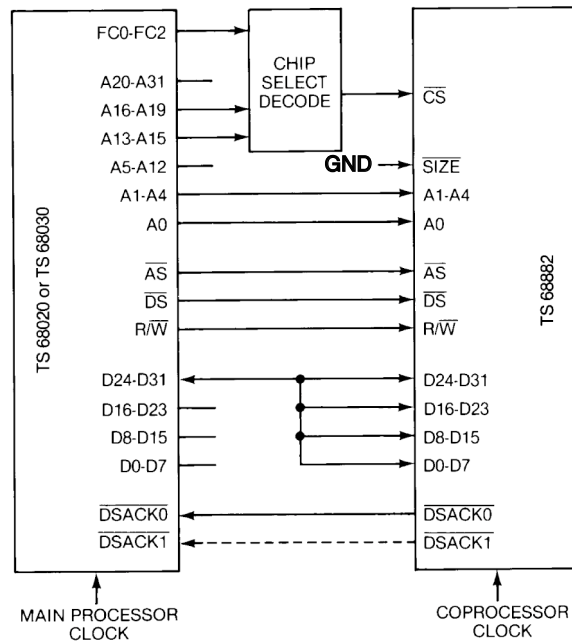 FC0-FC2
A20-A31
A16-A19
A13-A15
A5-A12
A1-A4
A0
AS
DS
R/W
D24-D31
D16-D23
D8-D15
D0-D7
DSACK0
DSACK1
TS 68020 or TS 68030
MAIN PROCESSOR
CLOCK
CHIP
SELECT
DECODE
GND
CS
SIZE
A1-A4
A0
AS
DS
R/W
D24-D31
D16-D23
D8-D15
D0-D7
DSACK0
DSACK1
TS 68882
COPROCESSOR
CLOCK